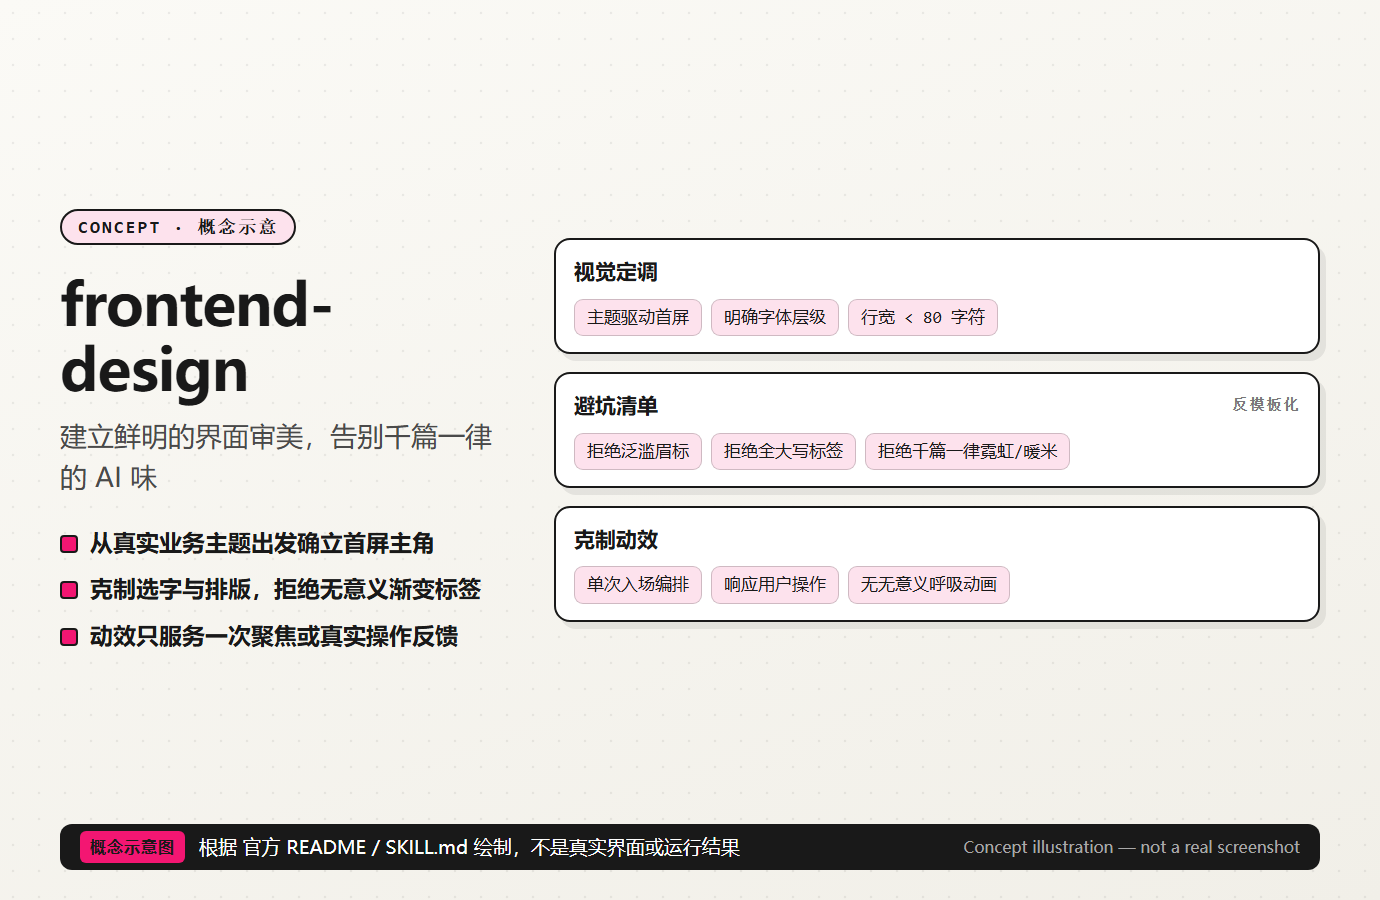 CONCEPT · 概念示意
frontend-
design
建立鲜明的界面审美，告别千篇一律
的 AI 味
从真实业务主题出发确立首屏主角
克制选字与排版，拒绝无意义渐变标签
动效只服务一次聚焦或真实操作反馈
视觉定调
主题驱动首屏 明确字体层级 行宽 < 80 字符
避坑清单 反模板化
拒绝泛滥眉标 拒绝全大写标签 拒绝千篇一律霓虹/暖米
克制动效
单次入场编排 响应用户操作 无无意义呼吸动画
概念示意图 根据 官方 README / SKILL.md 绘制，不是真实界面或运行结果 Concept illustration — not a real screenshot